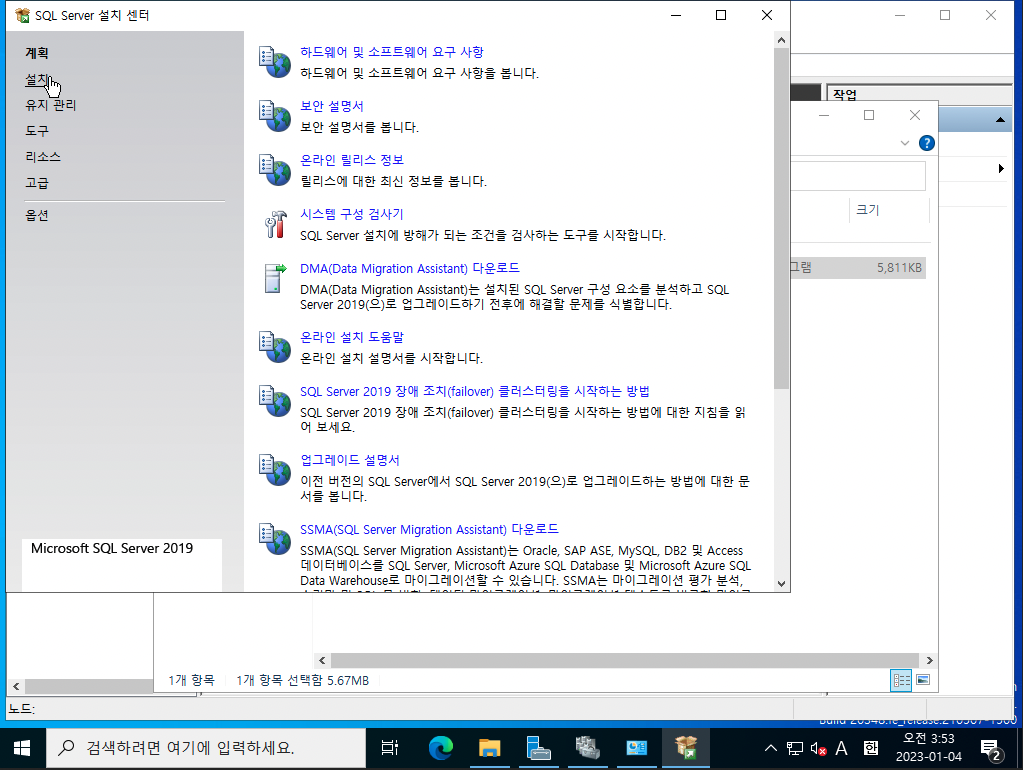 SQL Server 설치 센터
계획
설치
유지 관리
도구
리소스
고급
옵션
Microsoft SQL Server 2019
하드웨어 및 소프트웨어 요구 사항
하드웨어 및 소프트웨어 요구 사항을 봅니다.
보안 설명서
보안 설명서를 봅니다.
온라인 릴리스 정보
릴리스에 대한 최신 정보를 봅니다.
시스템 구성 검사기
SQL Server 설치에 방해가 되는 조건을 검사하는 도구를 시작합니다.
DMA(Data Migration Assistant) 다운로드
DMA(Data Migration Assistant)는 설치된 SQL Server 구성 요소를 분석하고 SQL
Server 2019(으)로 업그레이드하기 전후에 해결할 문제를 식별합니다.
온라인 설치 도움말
온라인 설치 설명서를 시작합니다.
SQL Server 2019 장애 조치(failover) 클러스터링을 시작하는 방법
SQL Server 2019 장애 조치(failover) 클러스터링을 시작하는 방법에 대한 지침을 읽
어 보세요.
업그레이드 설명서
이전 버전의 SQL Server에서 SQL Server 2019(으)로 업그레이드하는 방법에 대한 문
서를 봅니다.
SSMA(SQL Server Migration Assistant) 다운로드
SSMA(SQL Server Migration Assistant)는 Oracle, SAP ASE, MySQL, DB2 및 Access
데이터베이스를 SQL Server, Microsoft Azure SQL Database 및 Microsoft Azure SQL
Data Warehouse로 마이그레이션할 수 있습니다. SSMA는 마이그레이션 평가 분석,
작업
크기
그램 5,811KB
1개 항목 1개 항목 선택함 5.67MB
노드:
검색하려면 여기에 입력하세요.
A 한
오전 3:53
2023-01-04
2